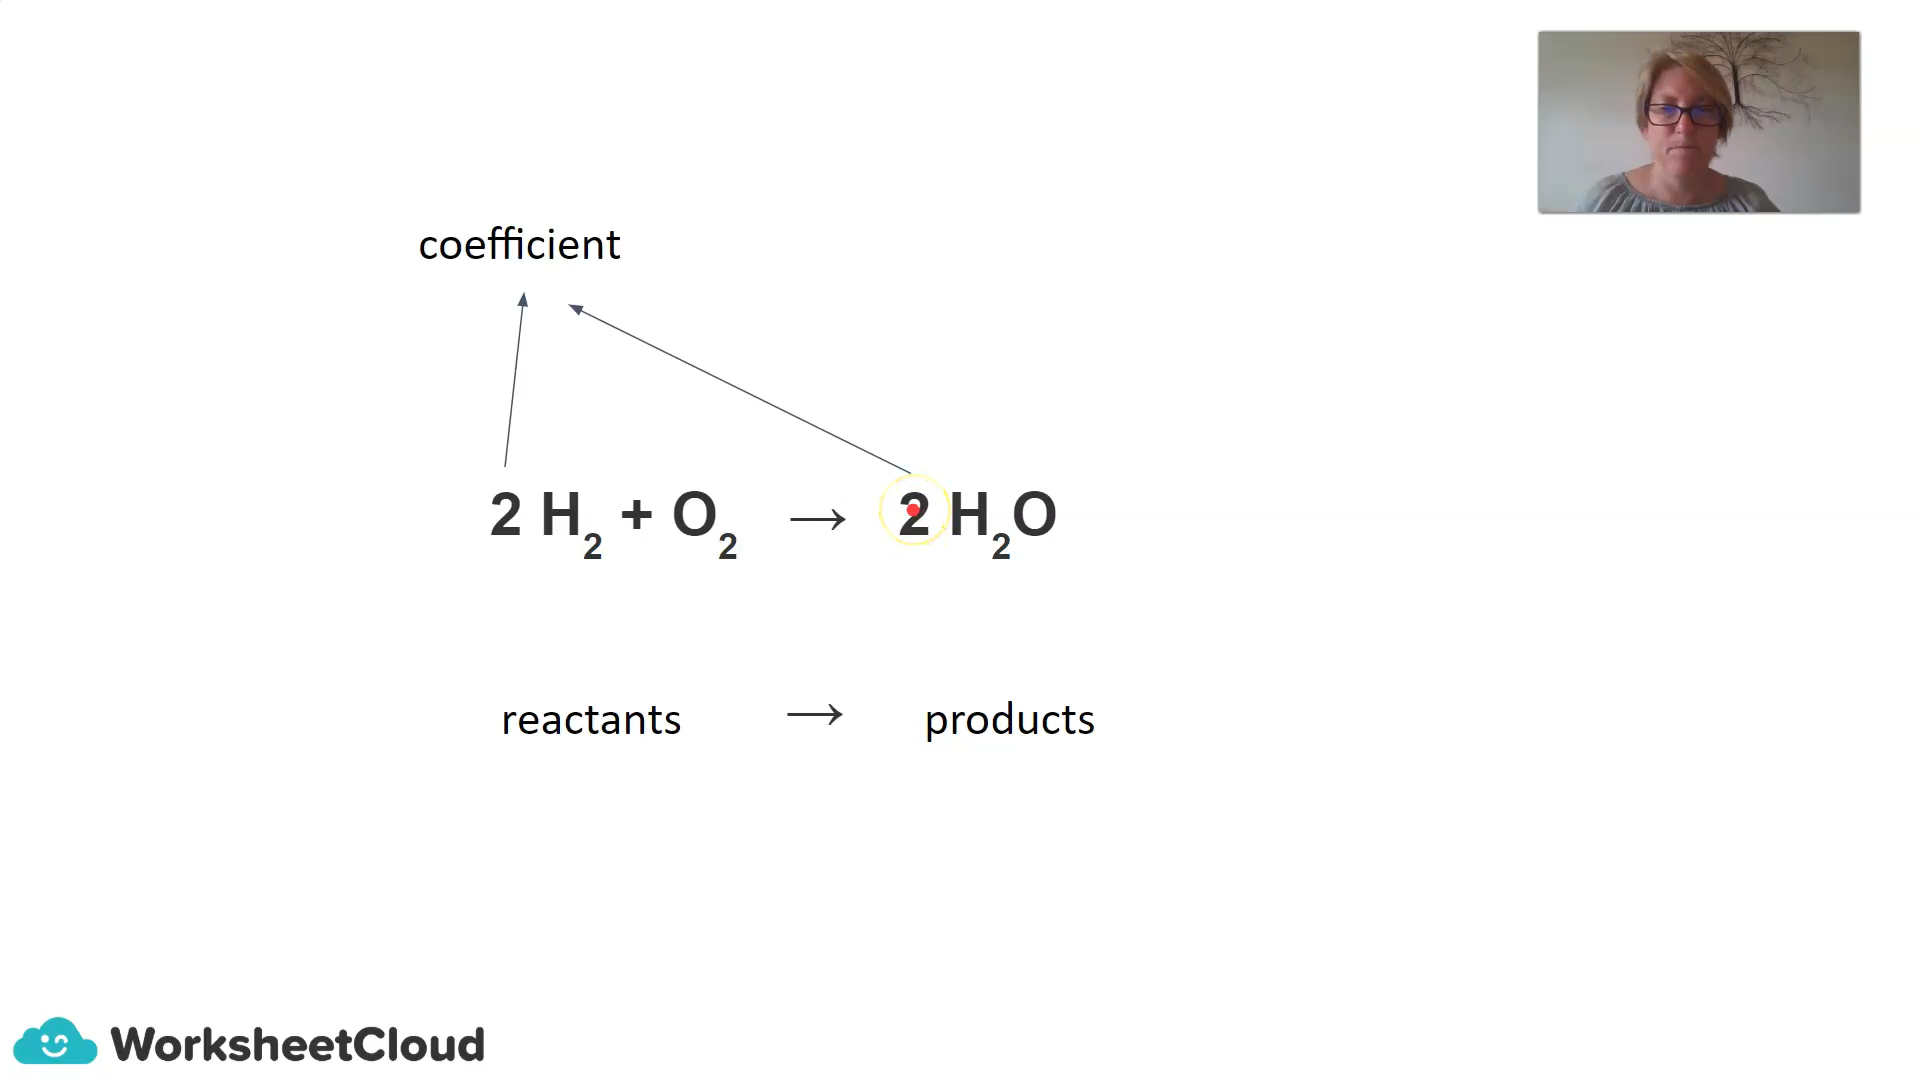 coefficient
2 H₂ + O₂ → 2 H₂O
reactants → products
WorksheetCloud